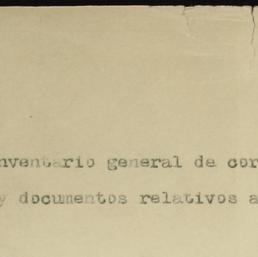 nventario general de cor
y documentos relativos a